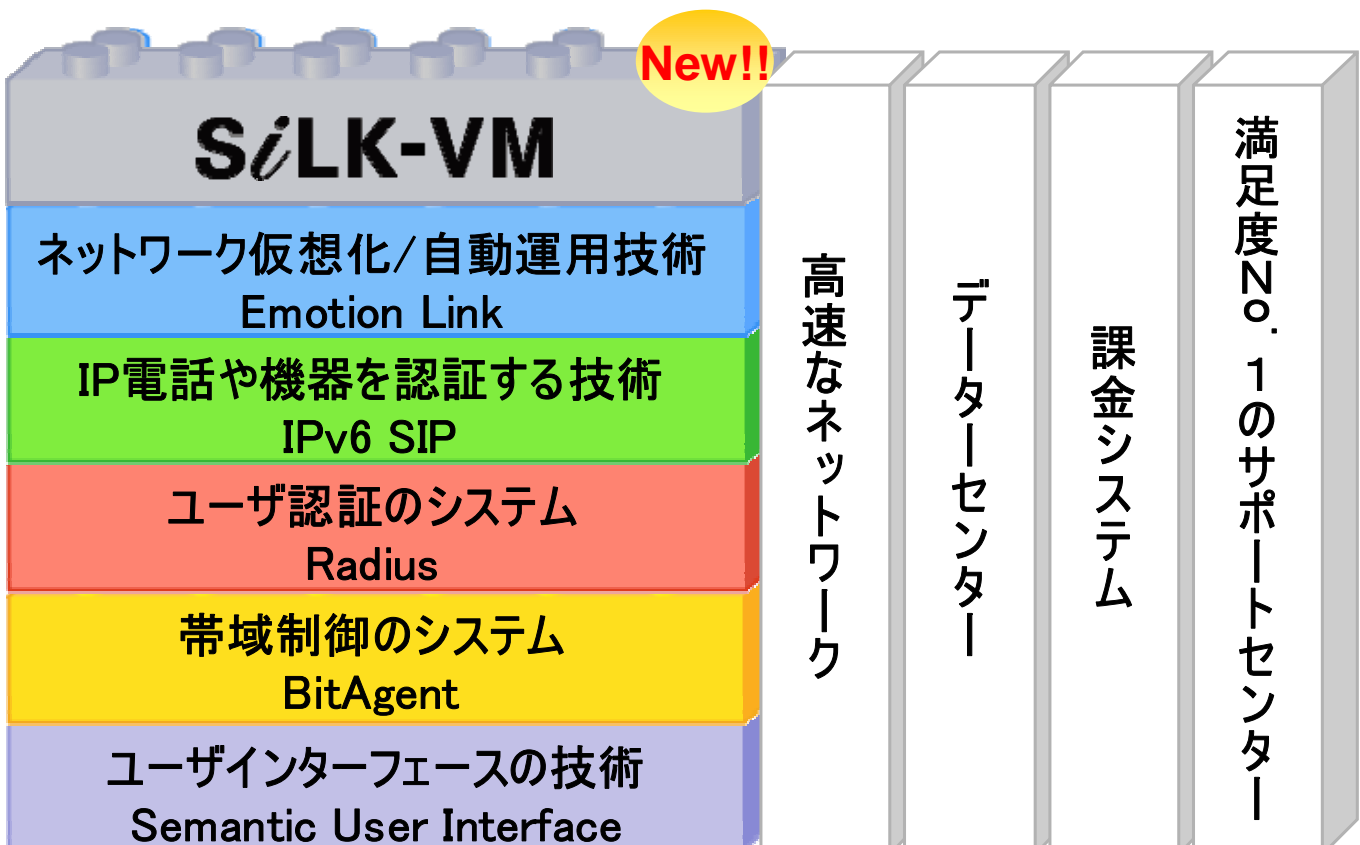 New!!
SiLK-VM
ネットワーク仮想化/自動運用技術
Emotion Link
IP電話や機器を認証する技術
IPv6 SIP
ユーザ認証のシステム
Radius
帯域制御のシステム
BitAgent
ユーザインターフェースの技術
Semantic User Interface
高速なネットワーク
データーセンター
課金システム
満足度Ｎｏ．１のサポートセンター